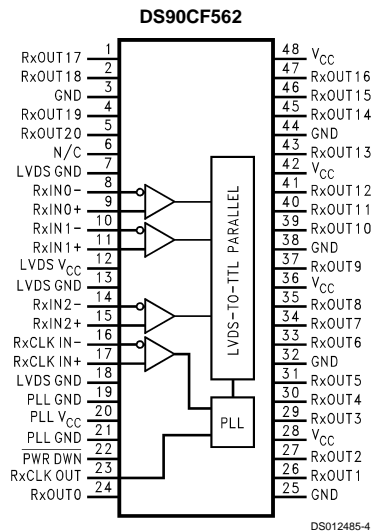 DS90CF562
RxOUT17 1
RxOUT18 2
GND 3
RxOUT19 4
RxOUT20 5
N/C 6
LVDS GND 7
RxIN0− 8
RxIN0+ 9
RxIN1− 10
RxIN1+ 11
LVDS VCC 12
LVDS GND 13
RxIN2− 14
RxIN2+ 15
RxCLK IN− 16
RxCLK IN+ 17
LVDS GND 18
PLL GND 19
PLL VCC 20
PLL GND 21
PWR DWN 22
RxCLK OUT 23
RxOUT0 24
LVDS-TO-TTL PARALLEL
PLL
48 VCC
47 RxOUT16
46 RxOUT15
45 RxOUT14
44 GND
43 RxOUT13
42 VCC
41 RxOUT12
40 RxOUT11
39 RxOUT10
38 GND
37 RxOUT9
36 VCC
35 RxOUT8
34 RxOUT7
33 RxOUT6
32 GND
31 RxOUT5
30 RxOUT4
29 RxOUT3
28 VCC
27 RxOUT2
26 RxOUT1
25 GND
DS012485-4